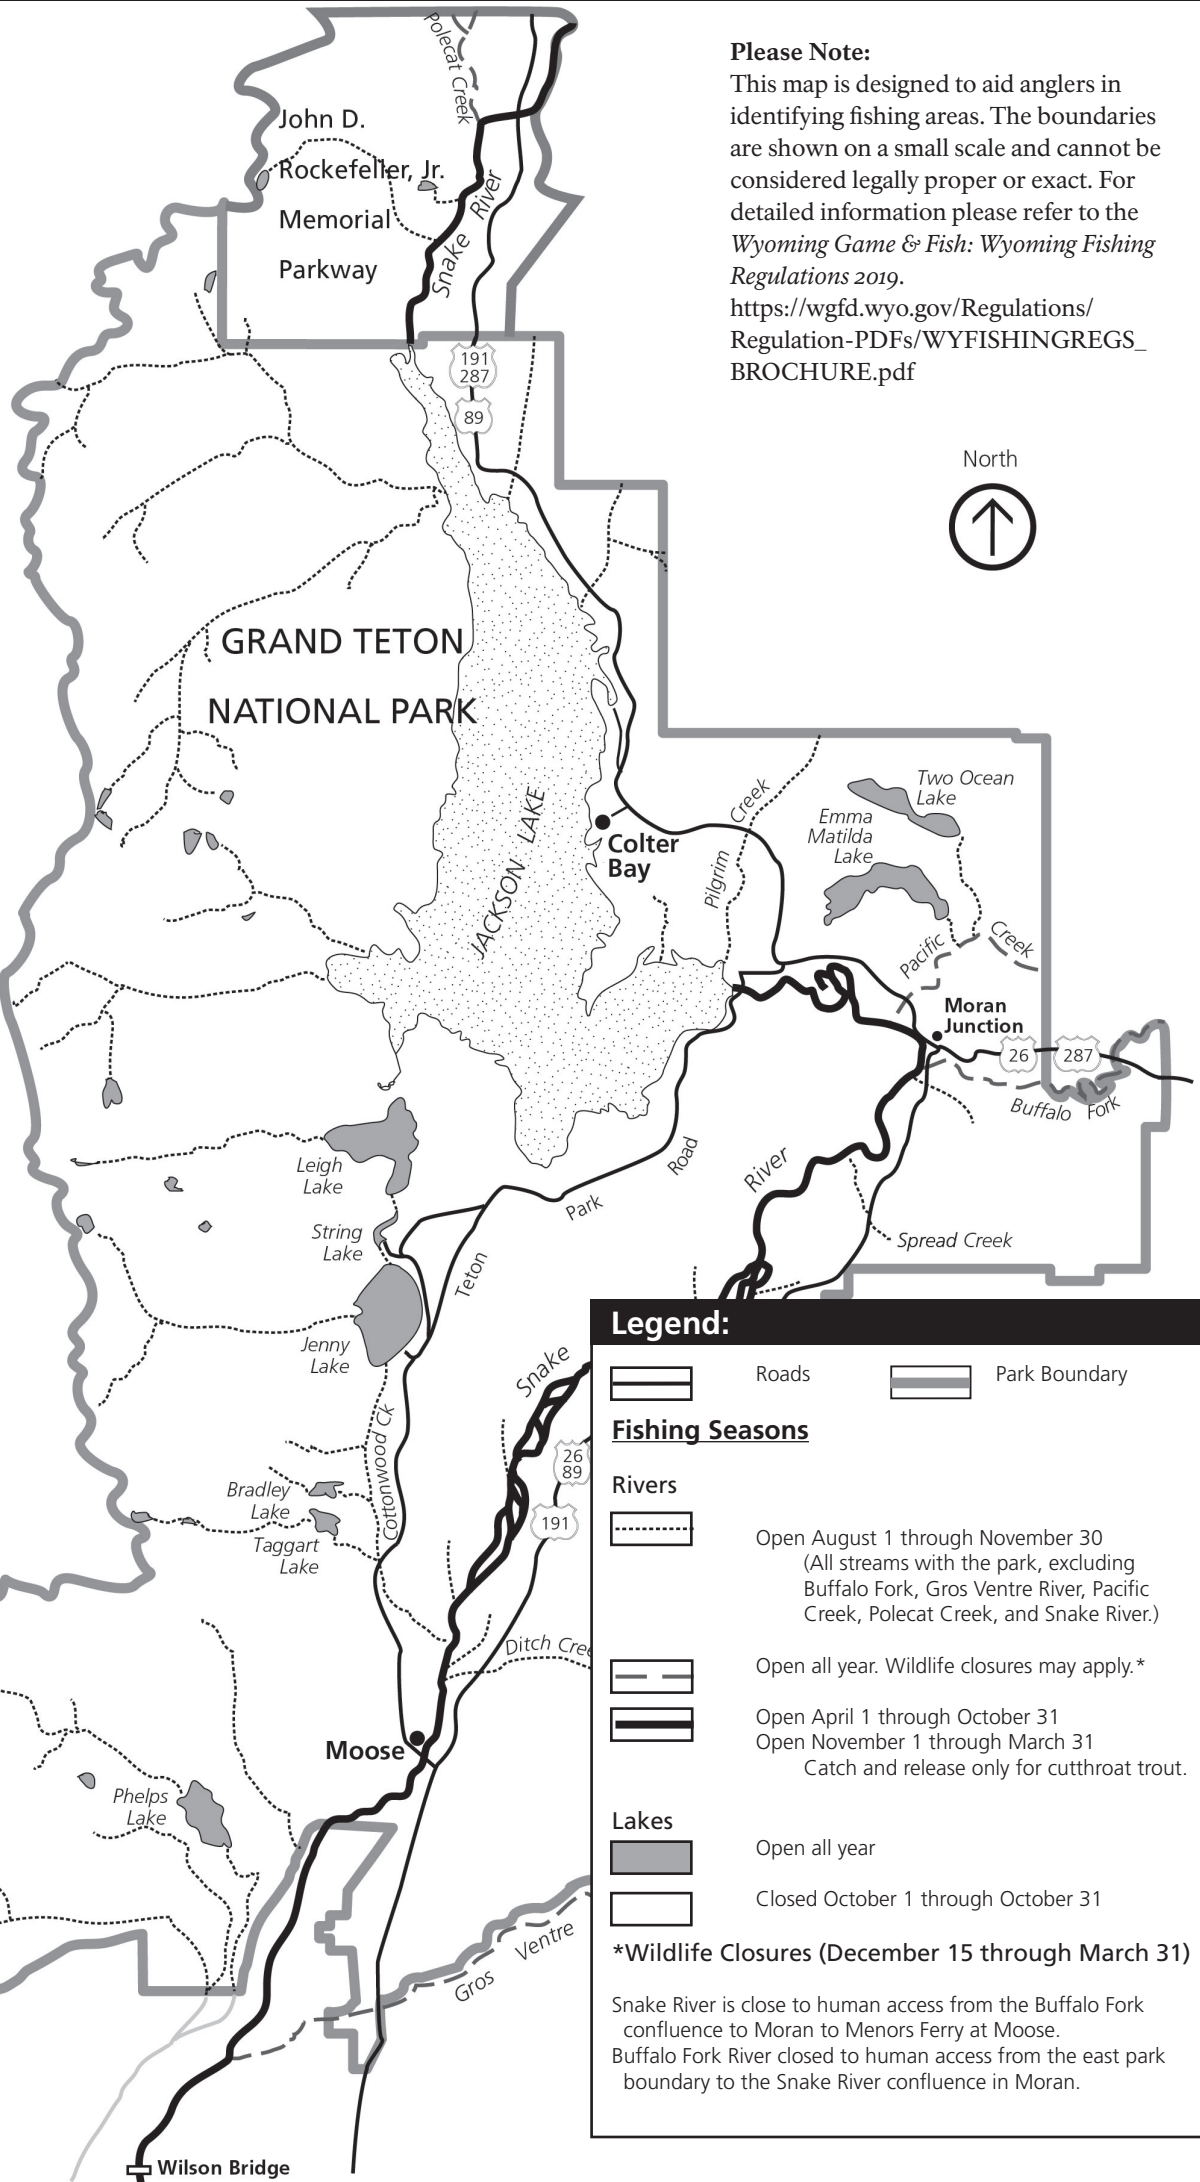 Please Note:
This map is designed to aid anglers in
identifying fishing areas. The boundaries
are shown on a small scale and cannot be
considered legally proper or exact. For
detailed information please refer to the
Wyoming Game & Fish: Wyoming Fishing
Regulations 2019.
https://wgfd.wyo.gov/Regulations/
Regulation-PDFs/WYFISHINGREGS_
BROCHURE.pdf
North
Polecat Creek
John D.
Rockefeller, Jr.
Memorial
Parkway
Snake River
191
287
89
GRAND TETON
NATIONAL PARK
JACKSON LAKE
Colter
Bay
Pilgrim Creek
Two Ocean
Lake
Emma
Matilda
Lake
Pacific Creek
Moran
Junction
26
287
Buffalo Fork
River
Spread Creek
Leigh
Lake
String
Lake
Jenny
Lake
Teton Park Road
Snake
Cottonwood Ck
26
89
191
Bradley
Lake
Taggart
Lake
Ditch Cree
Moose
Phelps
Lake
Gros Ventre
Wilson Bridge
Legend:
Roads
Park Boundary
Fishing Seasons
Rivers
Open August 1 through November 30
(All streams with the park, excluding
Buffalo Fork, Gros Ventre River, Pacific
Creek, Polecat Creek, and Snake River.)
Open all year. Wildlife closures may apply.*
Open April 1 through October 31
Open November 1 through March 31
Catch and release only for cutthroat trout.
Lakes
Open all year
Closed October 1 through October 31
*Wildlife Closures (December 15 through March 31)
Snake River is close to human access from the Buffalo Fork
confluence to Moran to Menors Ferry at Moose.
Buffalo Fork River closed to human access from the east park
boundary to the Snake River confluence in Moran.